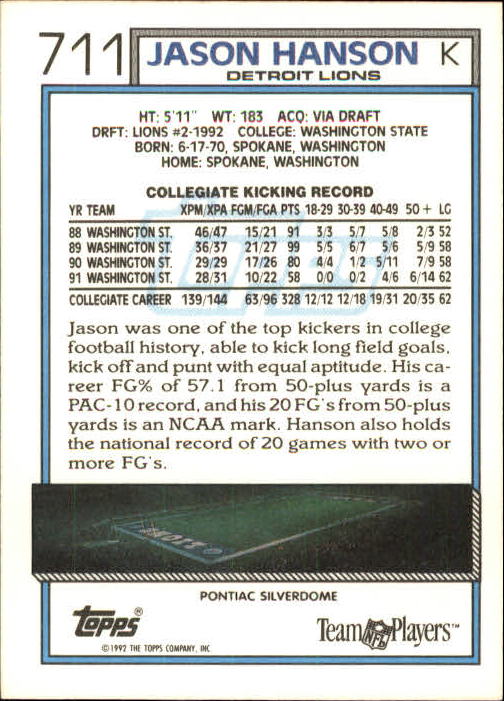 711 JASON HANSON K
DETROIT LIONS
HT: 5'11" WT: 183 ACQ: VIA DRAFT
DRFT: LIONS #2-1992 COLLEGE: WASHINGTON STATE
BORN: 6-17-70, SPOKANE, WASHINGTON
HOME: SPOKANE, WASHINGTON
COLLEGIATE KICKING RECORD
YR TEAM XPM/XPA FGM/FGA PTS 18-29 30-39 40-49 50 + LG
88 WASHINGTON ST. 46/47 15/21 91 3/3 5/7 5/8 2/3 52
89 WASHINGTON ST. 36/37 21/27 99 5/5 6/7 5/6 5/9 58
90 WASHINGTON ST. 29/29 17/26 80 4/4 1/2 5/11 7/9 58
91 WASHINGTON ST. 28/31 10/22 58 0/0 0/2 4/6 6/14 62
COLLEGIATE CAREER 139/144 63/96 328 12/12 12/18 19/31 20/35 62
Jason was one of the top kickers in college
football history, able to kick long field goals,
kick off and punt with equal aptitude. His ca-
reer FG% of 57.1 from 50-plus yards is a
PAC-10 record, and his 20 FG's from 50-plus
yards is an NCAA mark. Hanson also holds
the national record of 20 games with two or
more FG's.
PONTIAC SILVERDOME
Topps®
Team NFL Players™
©1992 THE TOPPS COMPANY, INC